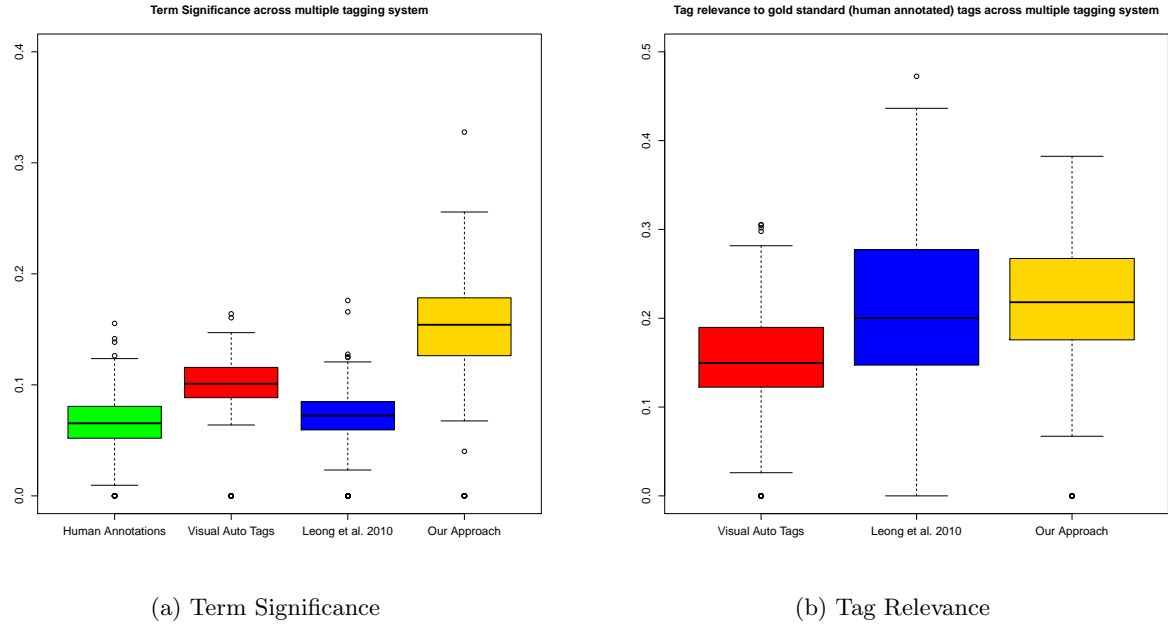 Term Significance across multiple tagging system
0.4
0.3
0.2
0.1
0.0
Human Annotations Visual Auto Tags Leong et al. 2010 Our Approach
(a) Term Significance
Tag relevance to gold standard (human annotated) tags across multiple tagging system
0.5
0.4
0.3
0.2
0.1
0.0
Visual Auto Tags Leong et al. 2010 Our Approach
(b) Tag Relevance